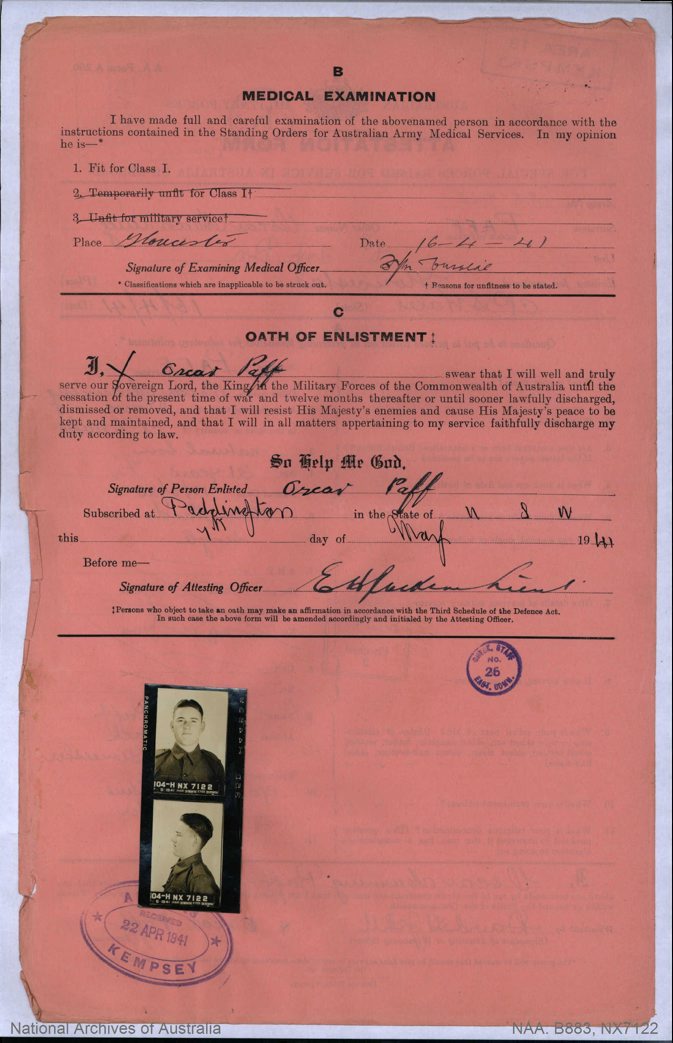 B
MEDICAL EXAMINATION
I have made full and careful examination of the abovenamed person in accordance with the
instructions contained in the Standing Orders for Australian Army Medical Services. In my opinion
he is—*
1. Fit for Class I.
2. Temporarily unfit for Class I†
3. Unfit for military service†
Place Gloucester Date 16-4-41
Signature of Examining Medical Officer
* Classifications which are inapplicable to be struck out. † Reasons for unfitness to be stated.
C
OATH OF ENLISTMENT‡
I, X Oscar Paff swear that I will well and truly
serve our Sovereign Lord, the King, in the Military Forces of the Commonwealth of Australia until the
cessation of the present time of war and twelve months thereafter or until sooner lawfully discharged,
dismissed or removed, and that I will resist His Majesty's enemies and cause His Majesty's peace to be
kept and maintained, and that I will in all matters appertaining to my service faithfully discharge my
duty according to law.
So Help Me God.
Signature of Person Enlisted Oscar Paff
Subscribed at Paddington in the State of N S W
this 7th day of May 1941
Before me—
Signature of Attesting Officer Lieut.
‡Persons who object to take an oath may make an affirmation in accordance with the Third Schedule of the Defence Act.
In such case the above form will be amended accordingly and initialed by the Attesting Officer.
STAFF
NO.
26
EAST. COMM.
PANCHROMATIC
104-H NX 7122
104-H NX 7122
RECEIVED
22 APR 1941
KEMPSEY
National Archives of Australia
NAA: B883, NX7122